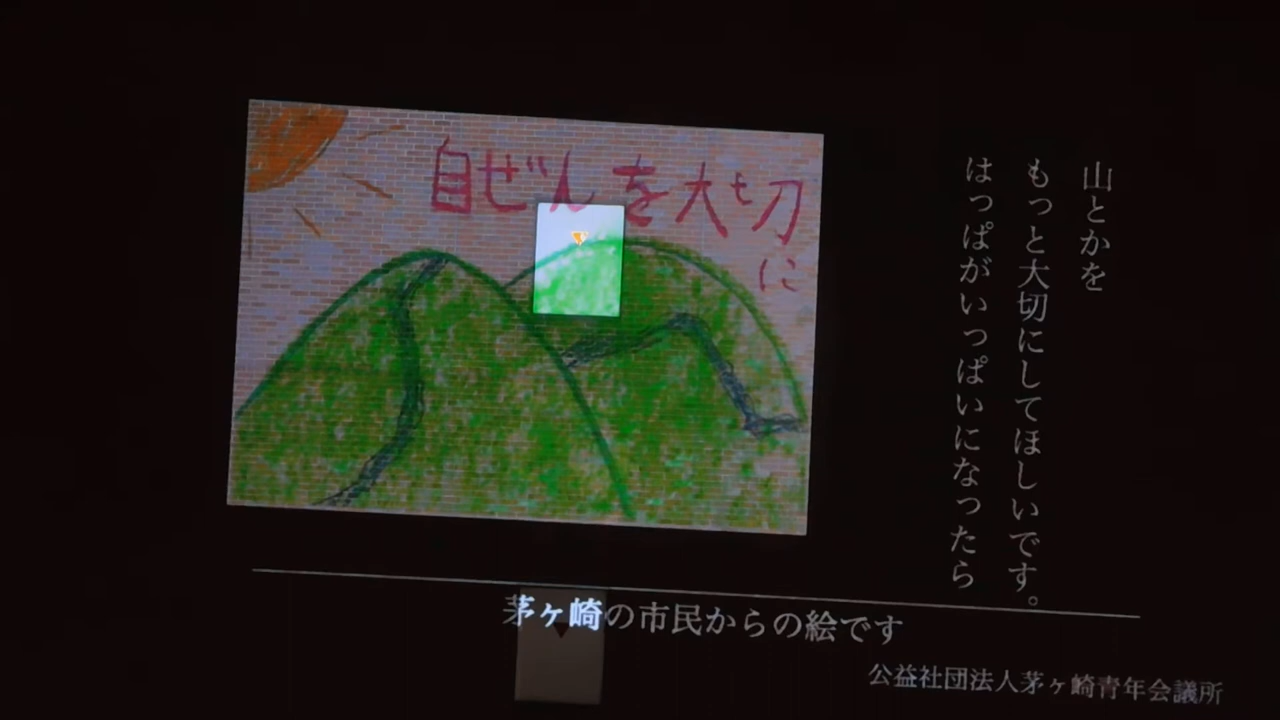 自ぜんを大切
に
山とかを
もっと大切にしてほしいです。
はっぱがいっぱいになったら
茅ヶ崎の市民からの絵です
公益社団法人茅ヶ崎青年会議所